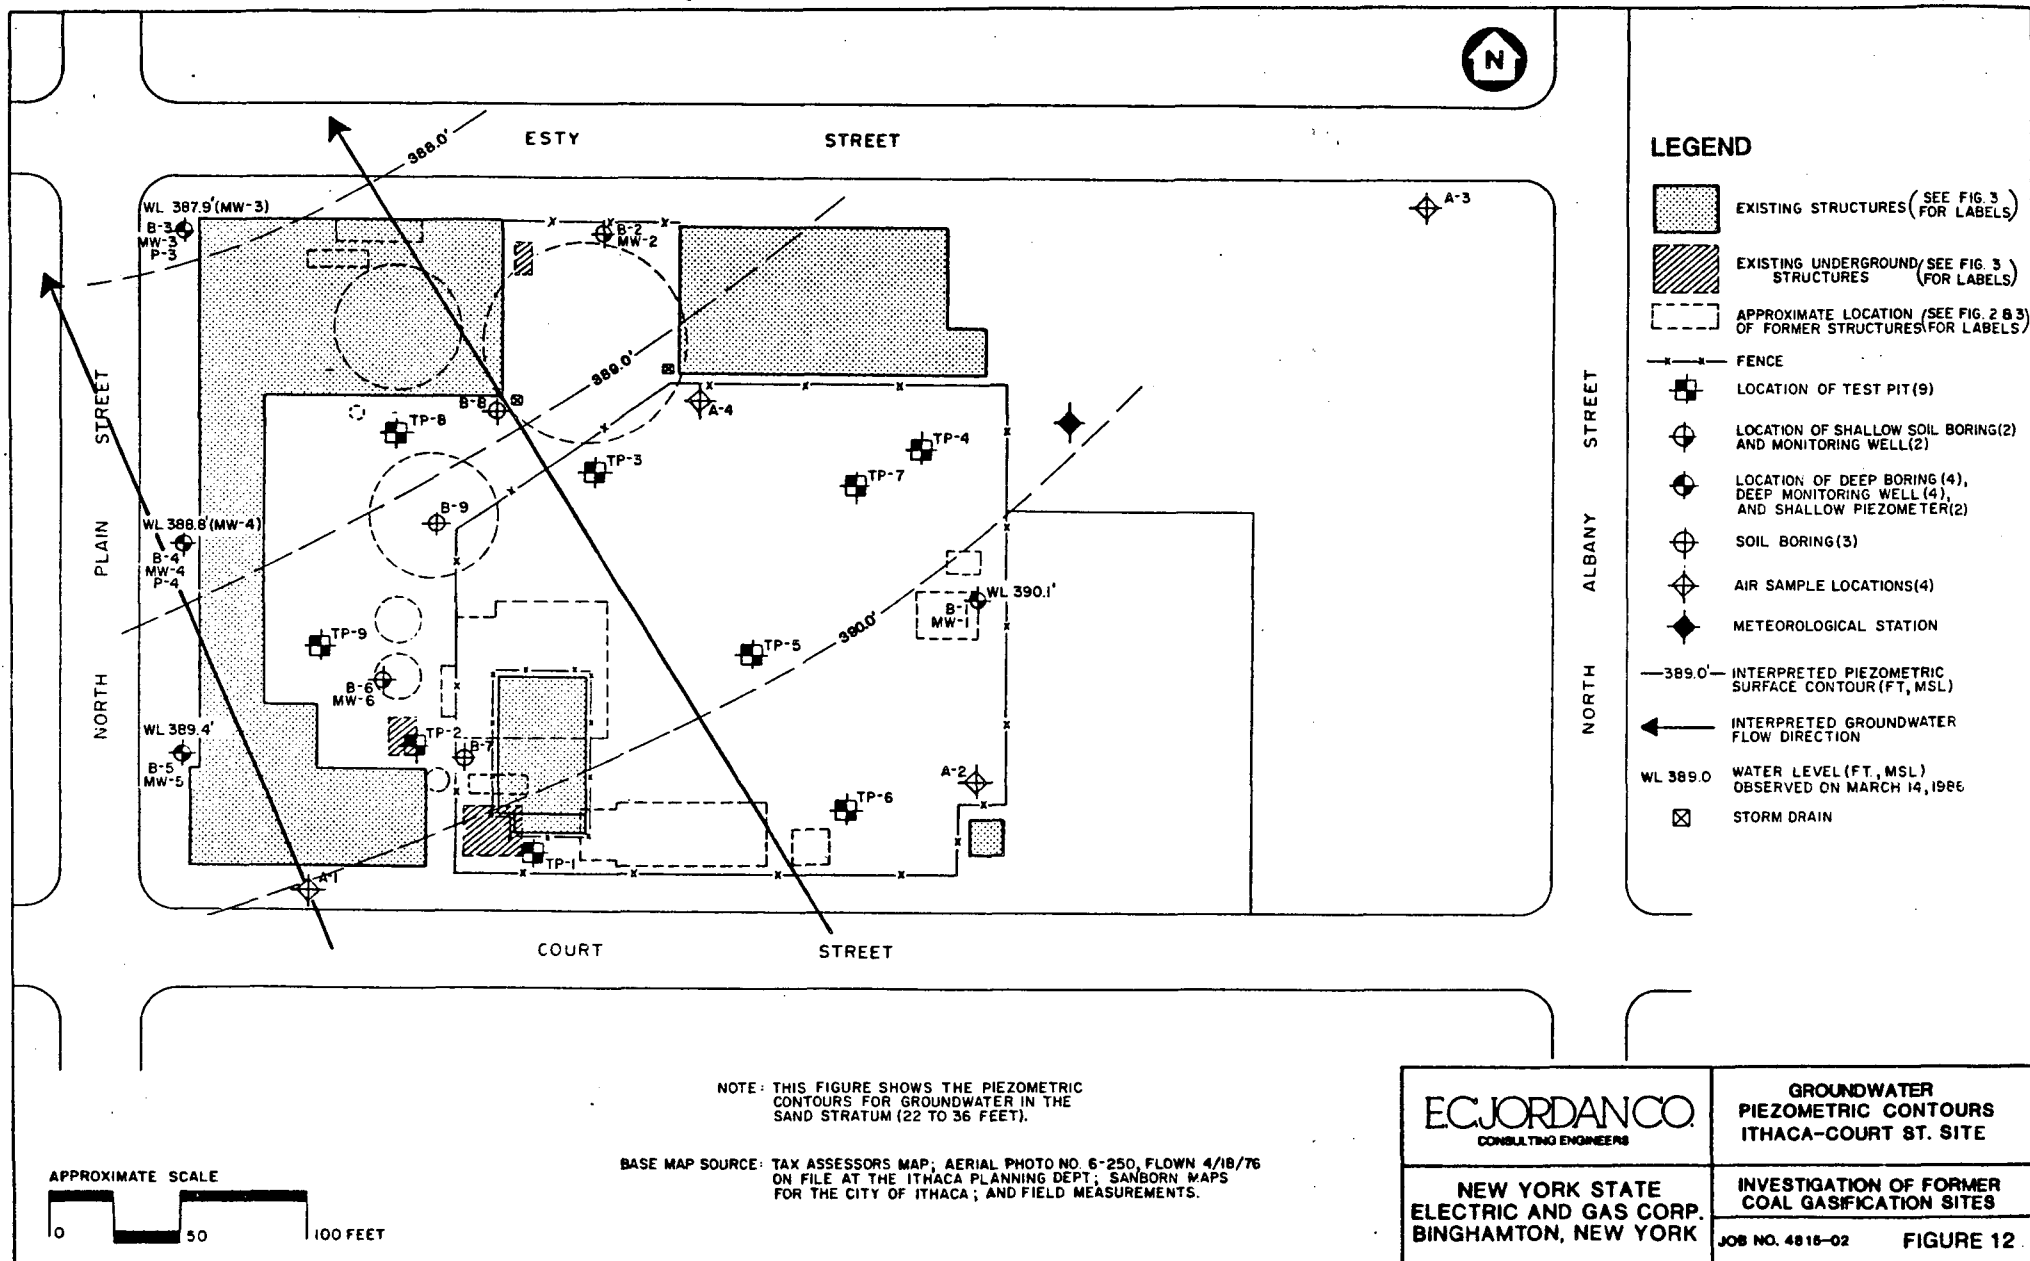 N
ESTY STREET
388.0'
WL 387.9'(MW-3)
B-3
MW-3
P-3
B-2
MW-2
A-3
389.0'
B-8
A-4
TP-8
TP-3
TP-4
TP-7
B-9
WL 388.8'(MW-4)
B-4
MW-4
P-4
WL 390.1'
B-1
MW-1
390.0'
TP-9
TP-5
B-6
MW-6
WL 389.4'
TP-2
B-7
B-5
MW-5
A-2
TP-6
TP-1
A-1
NORTH PLAIN STREET
NORTH ALBANY STREET
COURT STREET
LEGEND
EXISTING STRUCTURES (SEE FIG. 3
FOR LABELS)
EXISTING UNDERGROUND (SEE FIG. 3
STRUCTURES FOR LABELS)
APPROXIMATE LOCATION (SEE FIG. 2 & 3)
OF FORMER STRUCTURES FOR LABELS)
FENCE
LOCATION OF TEST PIT(9)
LOCATION OF SHALLOW SOIL BORING(2)
AND MONITORING WELL(2)
LOCATION OF DEEP BORING(4),
DEEP MONITORING WELL(4),
AND SHALLOW PIEZOMETER(2)
SOIL BORING(3)
AIR SAMPLE LOCATIONS(4)
METEOROLOGICAL STATION
389.0' INTERPRETED PIEZOMETRIC
SURFACE CONTOUR(FT, MSL)
INTERPRETED GROUNDWATER
FLOW DIRECTION
WL 389.0 WATER LEVEL(FT., MSL)
OBSERVED ON MARCH 14, 1986
STORM DRAIN
NOTE: THIS FIGURE SHOWS THE PIEZOMETRIC
CONTOURS FOR GROUNDWATER IN THE
SAND STRATUM (22 TO 36 FEET).
BASE MAP SOURCE: TAX ASSESSORS MAP; AERIAL PHOTO NO. 6-250, FLOWN 4/18/76
ON FILE AT THE ITHACA PLANNING DEPT; SANBORN MAPS
FOR THE CITY OF ITHACA; AND FIELD MEASUREMENTS.
APPROXIMATE SCALE
0 50 100 FEET
E.C.JORDAN CO.
CONSULTING ENGINEERS
GROUNDWATER
PIEZOMETRIC CONTOURS
ITHACA-COURT ST. SITE
NEW YORK STATE
ELECTRIC AND GAS CORP.
BINGHAMTON, NEW YORK
INVESTIGATION OF FORMER
COAL GASIFICATION SITES
JOB NO. 4815-02 FIGURE 12